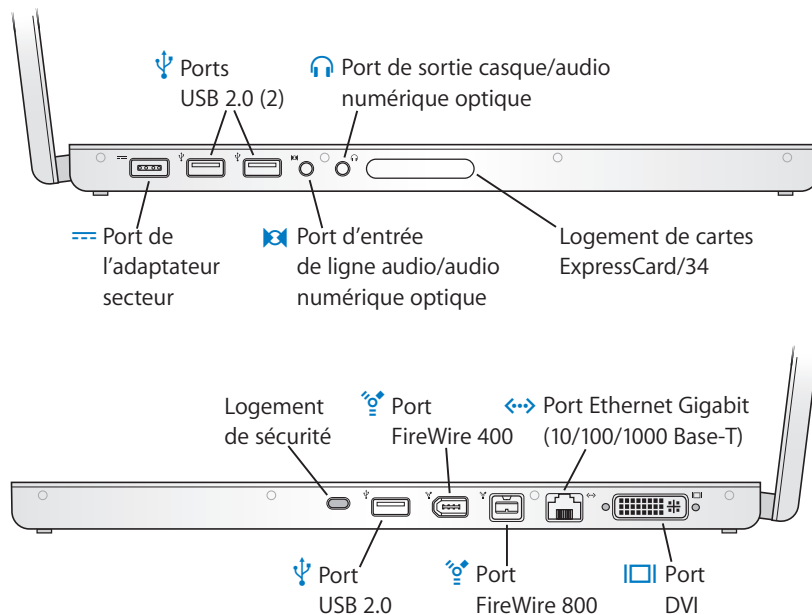 Ports
USB 2.0 (2)
Port de sortie casque/audio
numérique optique
Port de
l'adaptateur
secteur
Port d'entrée
de ligne audio/audio
numérique optique
Logement de cartes
ExpressCard/34
Logement
de sécurité
Port
FireWire 400
Port Ethernet Gigabit
(10/100/1000 Base-T)
Port
USB 2.0
Port
FireWire 800
Port
DVI